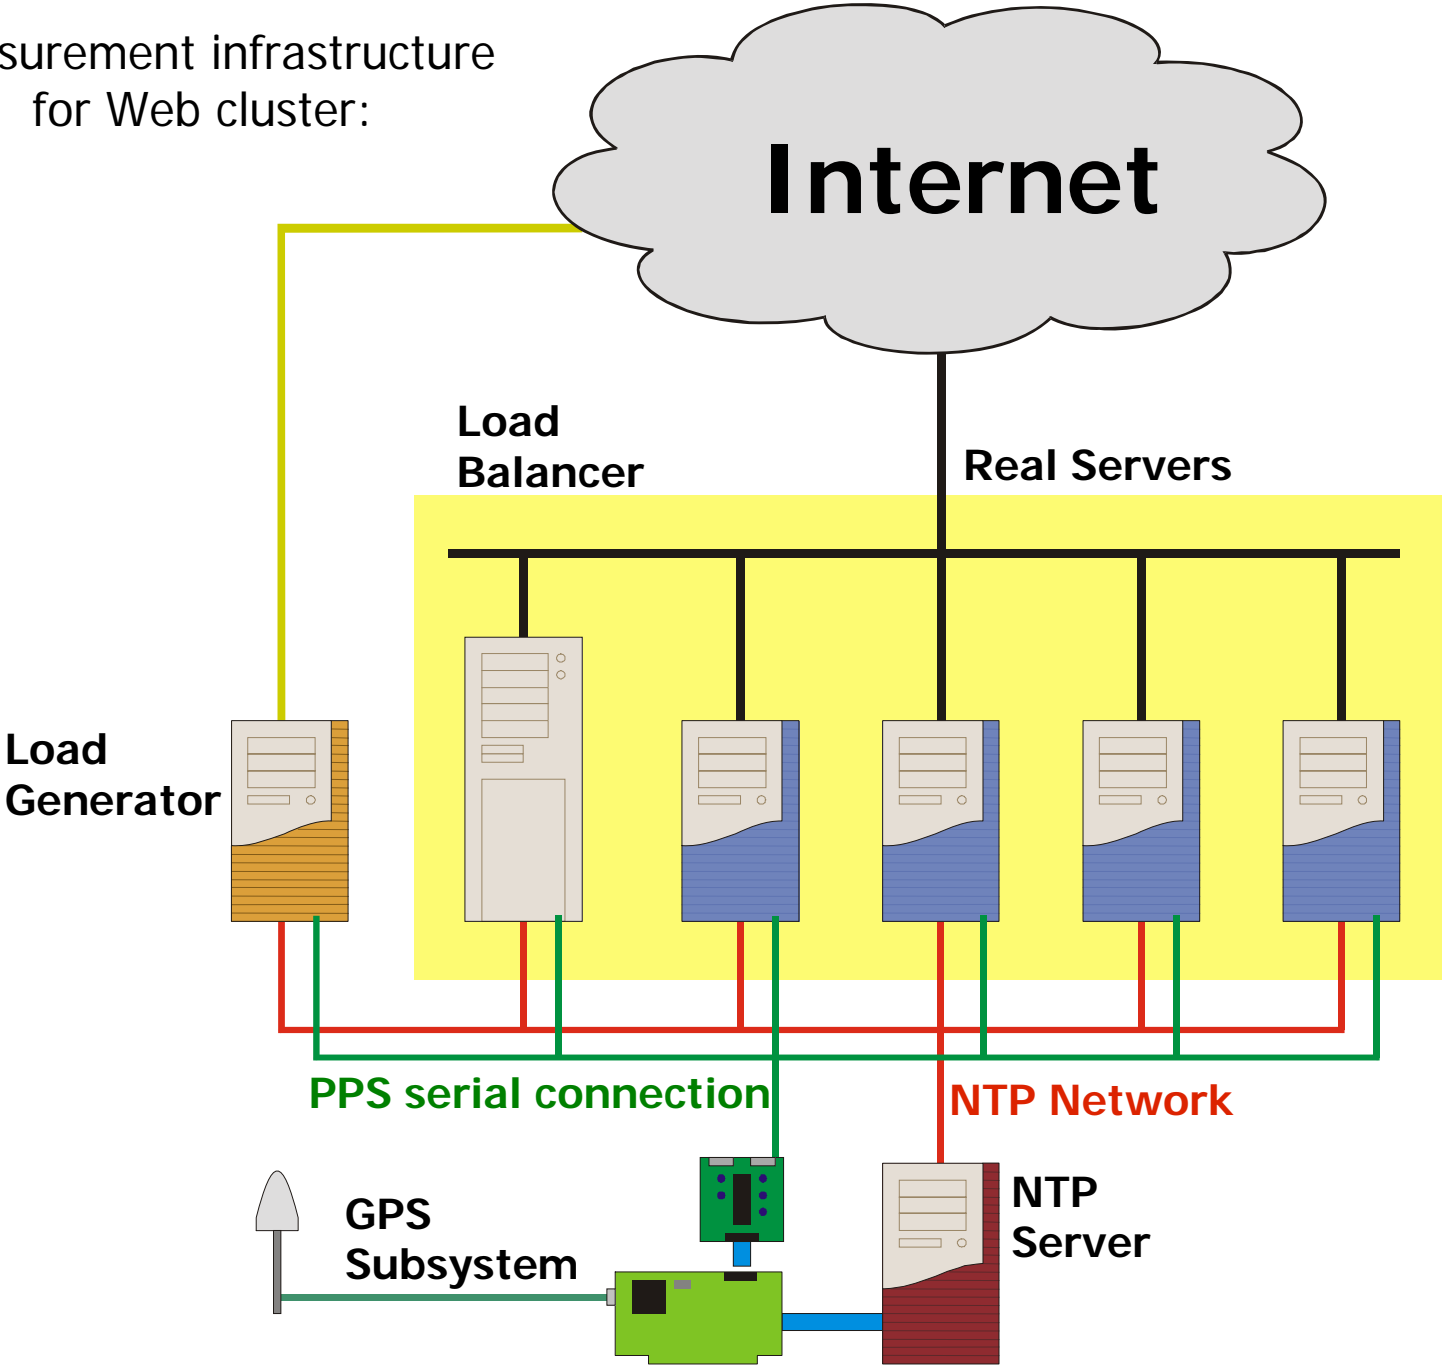 surement infrastructure
for Web cluster:
Internet
Load
Balancer
Real Servers
Load
Generator
PPS serial connection
NTP Network
GPS
Subsystem
NTP
Server